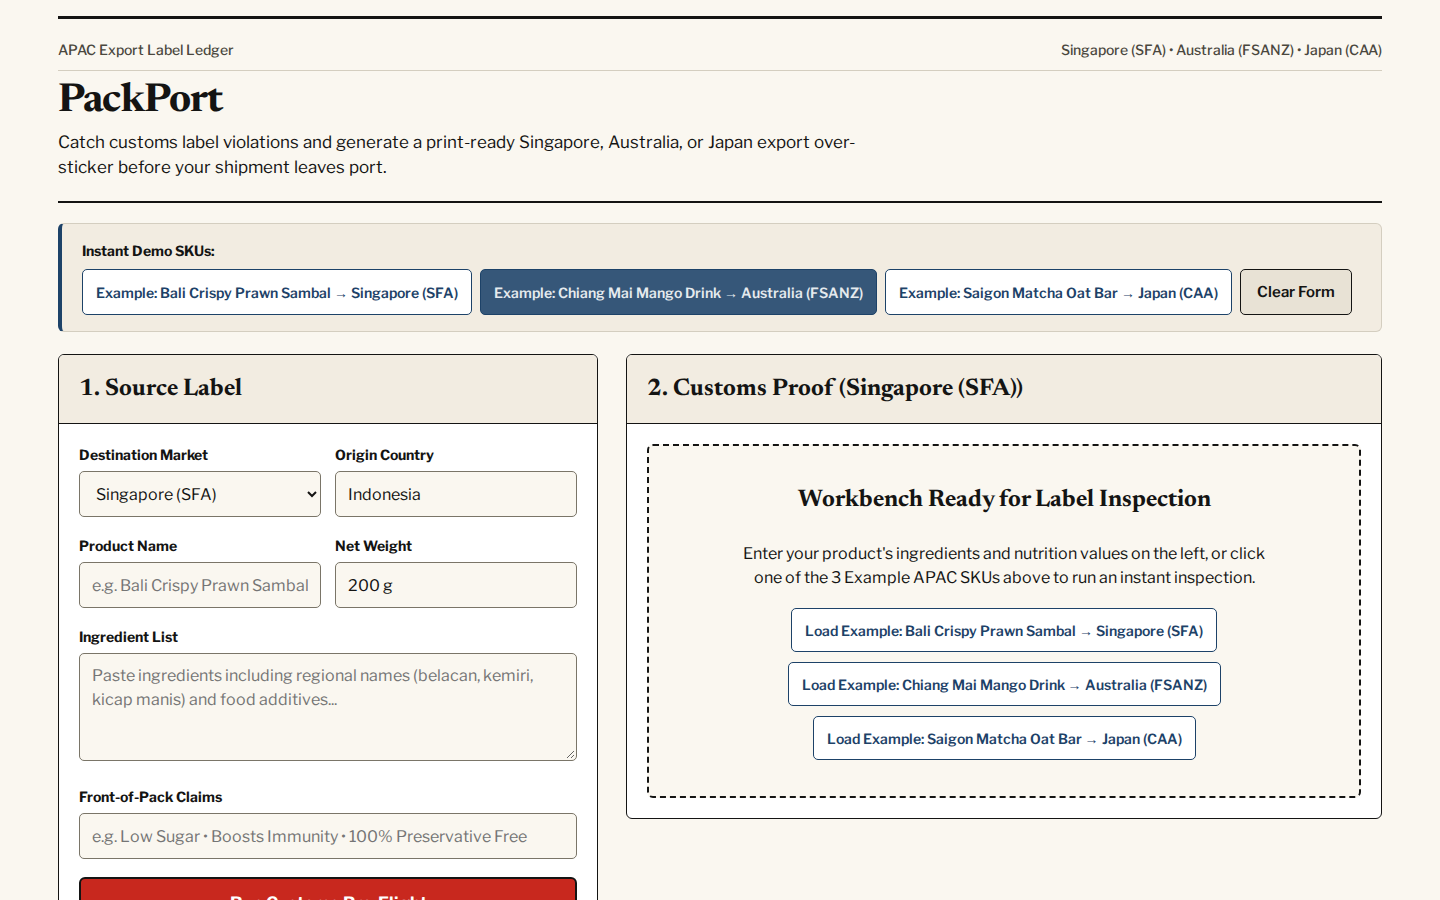 APAC Export Label Ledger
Singapore (SFA) • Australia (FSANZ) • Japan (CAA)
PackPort
Catch customs label violations and generate a print-ready Singapore, Australia, or Japan export over-
sticker before your shipment leaves port.
Instant Demo SKUs:
Example: Bali Crispy Prawn Sambal → Singapore (SFA)
Example: Chiang Mai Mango Drink → Australia (FSANZ)
Example: Saigon Matcha Oat Bar → Japan (CAA)
Clear Form
1. Source Label
Destination Market
Origin Country
Singapore (SFA)
Indonesia
Product Name
Net Weight
e.g. Bali Crispy Prawn Sambal
200 g
Ingredient List
Paste ingredients including regional names (belacan, kemiri,
kicap manis) and food additives...
Front-of-Pack Claims
e.g. Low Sugar • Boosts Immunity • 100% Preservative Free
2. Customs Proof (Singapore (SFA))
Workbench Ready for Label Inspection
Enter your product's ingredients and nutrition values on the left, or click
one of the 3 Example APAC SKUs above to run an instant inspection.
Load Example: Bali Crispy Prawn Sambal → Singapore (SFA)
Load Example: Chiang Mai Mango Drink → Australia (FSANZ)
Load Example: Saigon Matcha Oat Bar → Japan (CAA)